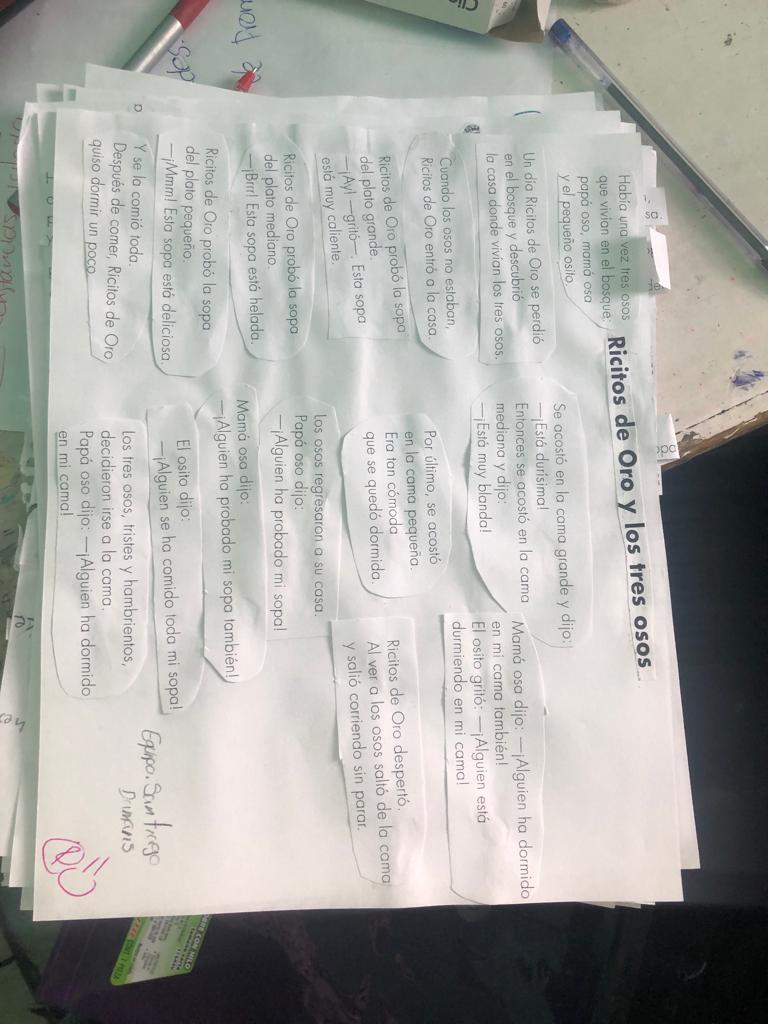 Ricitos de Oro y los tres osos
Había una vez tres osos
que vivían en el bosque:
papá oso, mamá osa
y el pequeño osito.
Un día Ricitos de Oro se perdió
en el bosque y descubrió
la casa donde vivían los tres osos.
Cuando los osos no estaban,
Ricitos de Oro entró a la casa.
Ricitos de Oro probó la sopa
del plato grande.
—¡Ay!—gritó—. Esta sopa
está muy caliente.
Ricitos de Oro probó la sopa
del plato mediano.
—¡Brr! Esta sopa está helada.
Ricitos de Oro probó la sopa
del plato pequeño.
—¡Mmm! Esta sopa está deliciosa.
Y se la comió toda.
Después de comer, Ricitos de Oro
quiso dormir un poco.
Se acostó en la cama grande y dijo:
—¡Está durísima!
Entonces se acostó en la cama
mediana y dijo:
—¡Está muy blanda!
Por último, se acostó
en la cama pequeña.
Era tan cómoda
que se quedó dormida.
Los osos regresaron a su casa.
Papá oso dijo:
—¡Alguien ha probado mi sopa!
Mamá osa dijo:
—¡Alguien ha probado mi sopa también!
El osito dijo:
—¡Alguien se ha comido toda mi sopa!
Los tres osos, tristes y hambrientos,
decidieron irse a la cama.
Papá oso dijo: —¡Alguien ha dormido
en mi cama!
Mamá osa dijo: —¡Alguien ha dormido
en mi cama también!
El osito gritó: —¡Alguien está
durmiendo en mi cama!
Ricitos de Oro despertó.
Al ver a los osos saltó de la cama
y salió corriendo sin parar.
Equipo. Santiago